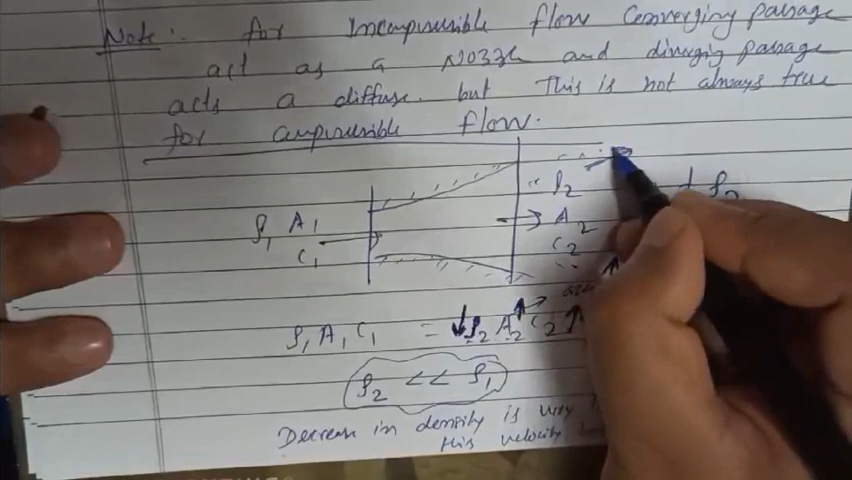 Note:. for Incompressible flow Converging passage
act as a Nozzle and diverging passage
acts a diffuser. but This is not always true
for compressible flow.
ρ₁ A₁
C₁
ρ₂
A₂
C₂
↓ ρ₂
ρ₁ A₁ C₁ = ↓ρ₂ A₂↑ C₂↑
ρ₂ << ρ₁
Decrease in density is very
this velocity